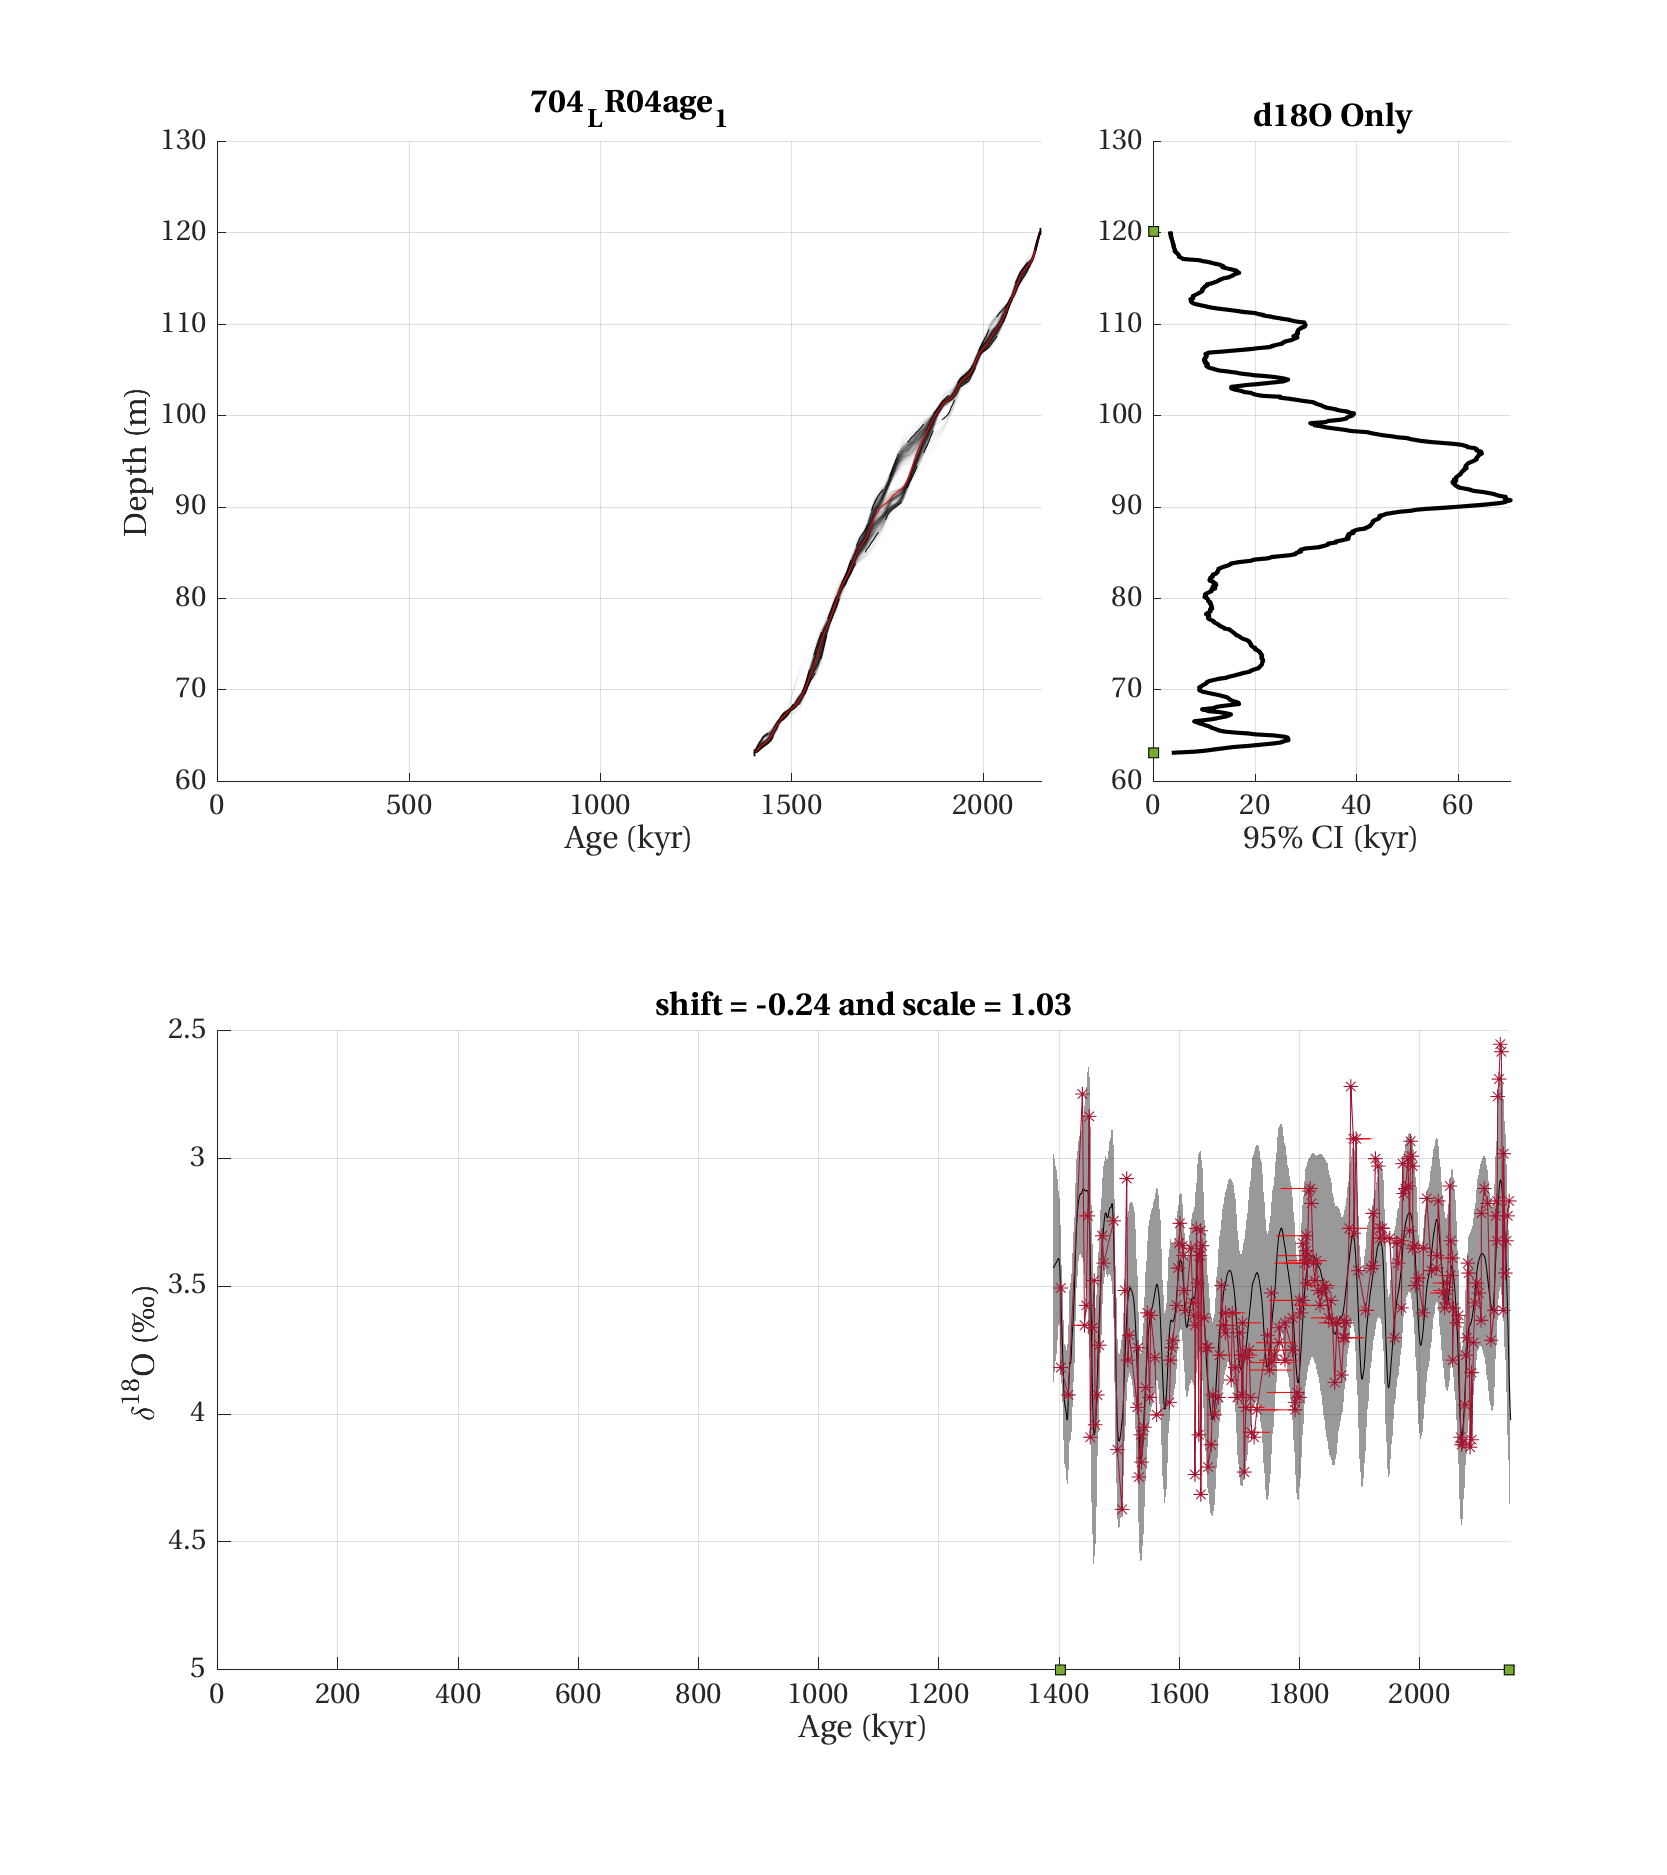 704_LR04age_1
130
120
110
100
90
80
70
60
Depth (m)
0 500 1000 1500 2000
Age (kyr)
d18O Only
130
120
110
100
90
80
70
60
0 20 40 60
95% CI (kyr)
shift = -0.24 and scale = 1.03
2.5
3
3.5
4
4.5
5
δ18O (‰)
0 200 400 600 800 1000 1200 1400 1600 1800 2000
Age (kyr)